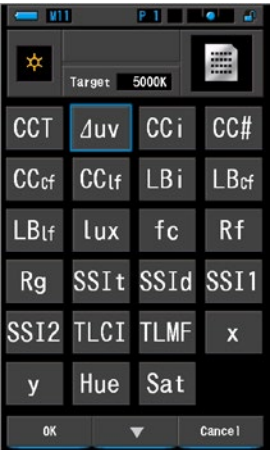 M11 P 1
Target 5000K
CCT Δuv CCi CC#
CCcf CClf LBi LBcf
LBlf lux fc Rf
Rg SSIt SSId SSI1
SSI2 TLCI TLMF x
y Hue Sat
OK ▼ Cancel